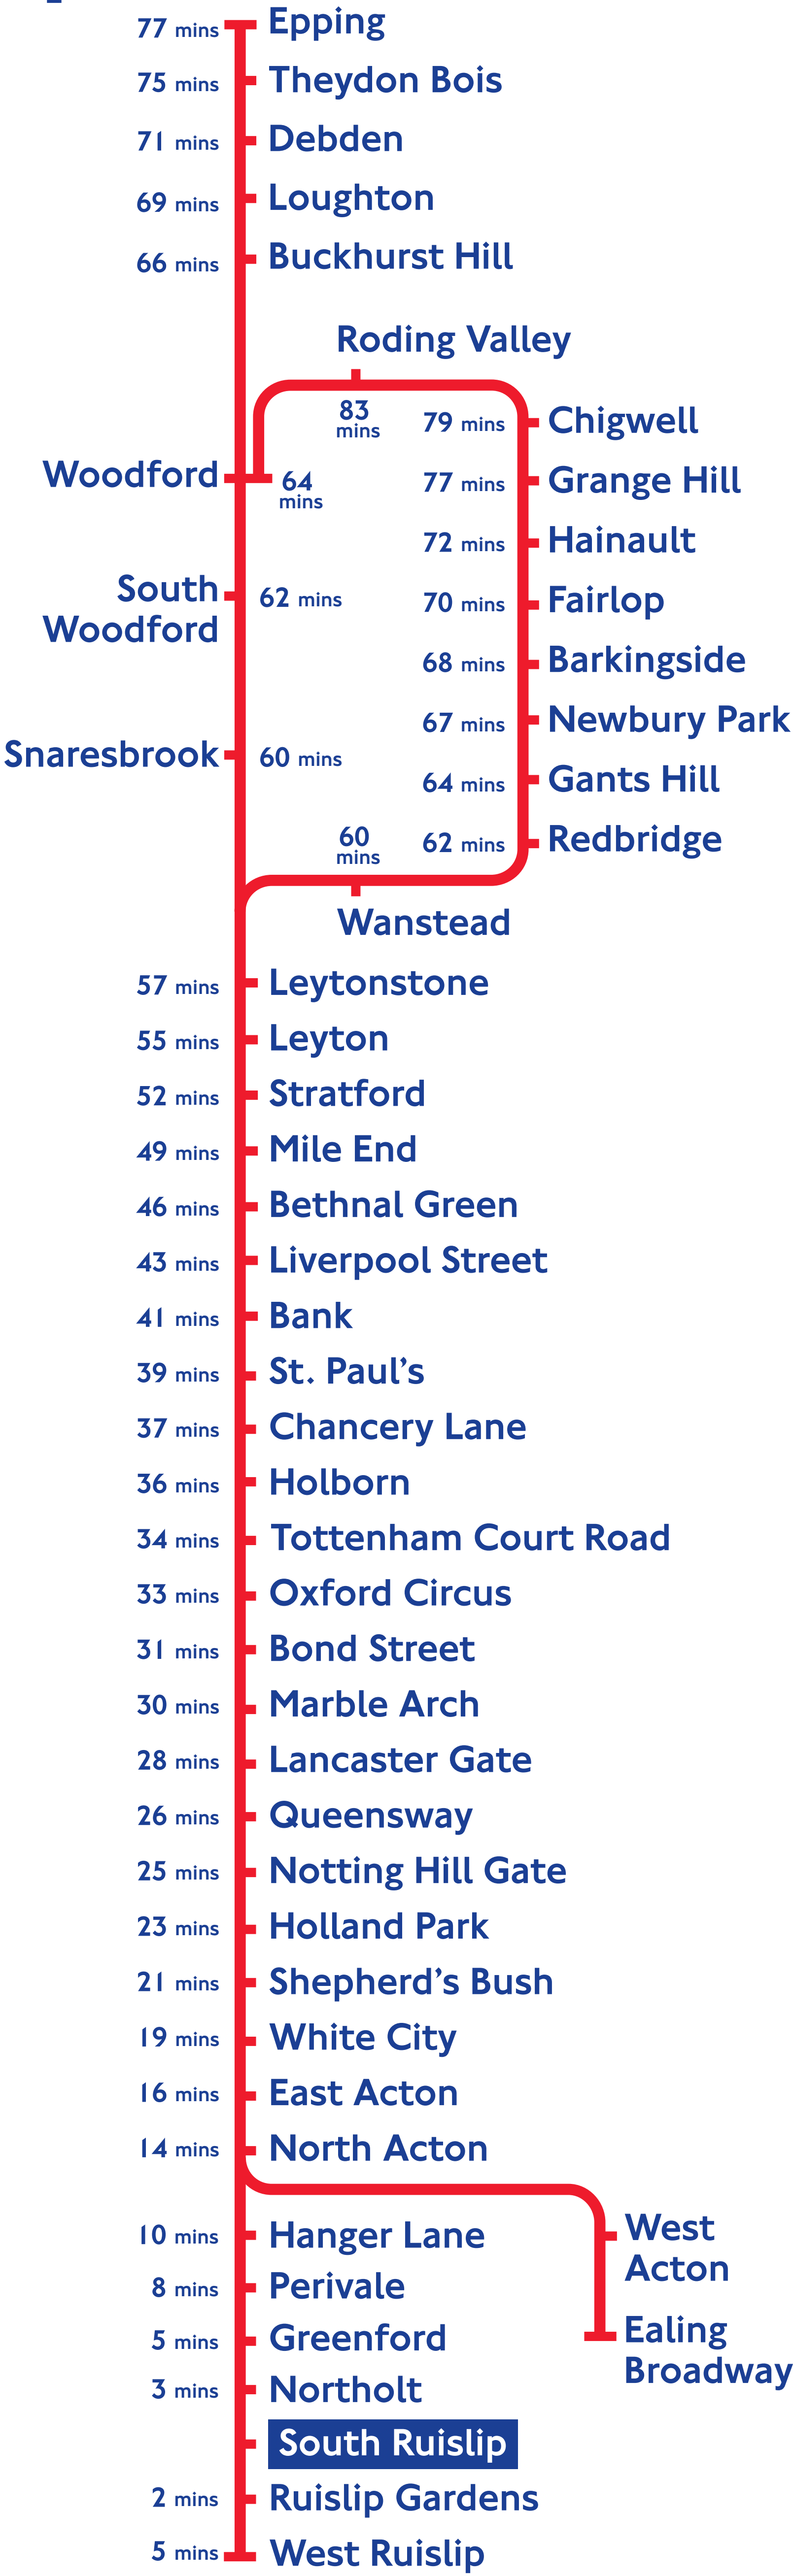 77 mins Epping
75 mins Theydon Bois
71 mins Debden
69 mins Loughton
66 mins Buckhurst Hill
Roding Valley
83
mins
79 mins Chigwell
77 mins Grange Hill
Woodford
64
mins
72 mins Hainault
South
Woodford
62 mins
70 mins Fairlop
68 mins Barkingside
67 mins Newbury Park
Snaresbrook 60 mins
64 mins Gants Hill
60
mins
62 mins Redbridge
Wanstead
57 mins Leytonstone
55 mins Leyton
52 mins Stratford
49 mins Mile End
46 mins Bethnal Green
43 mins Liverpool Street
41 mins Bank
39 mins St. Paul’s
37 mins Chancery Lane
36 mins Holborn
34 mins Tottenham Court Road
33 mins Oxford Circus
31 mins Bond Street
30 mins Marble Arch
28 mins Lancaster Gate
26 mins Queensway
25 mins Notting Hill Gate
23 mins Holland Park
21 mins Shepherd’s Bush
19 mins White City
16 mins East Acton
14 mins North Acton
10 mins Hanger Lane
West
Acton
8 mins Perivale
5 mins Greenford
Ealing
Broadway
3 mins Northolt
South Ruislip
2 mins Ruislip Gardens
5 mins West Ruislip